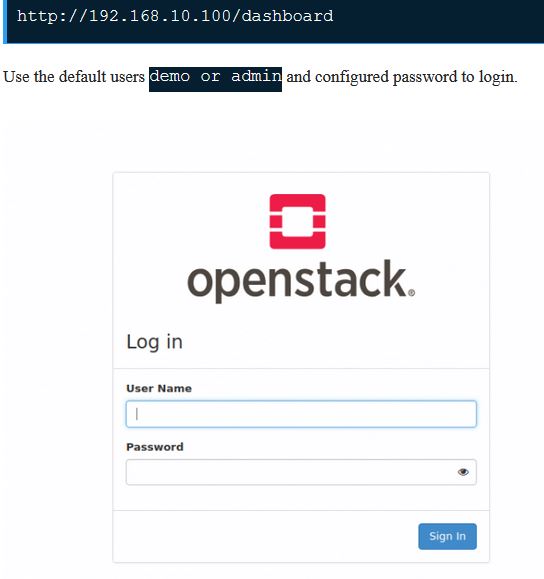 http://192.168.10.100/dashboard
Use the default users demo or admin and configured password to login.
openstack®
Log in
User Name
Password
Sign In